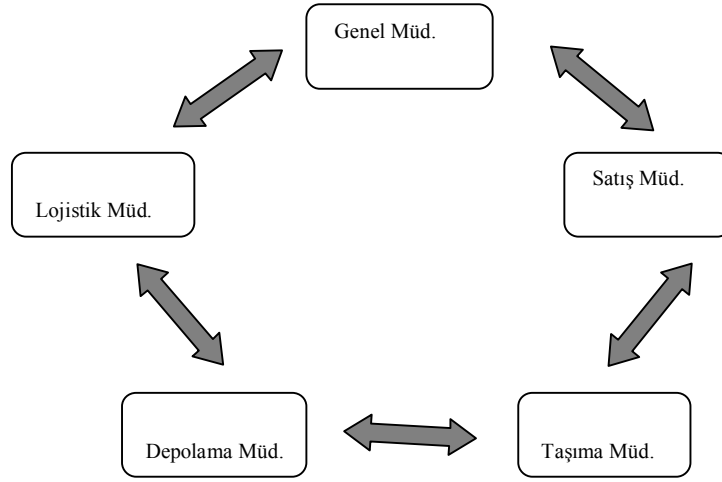 Genel Müd.
Satış Müd.
Lojistik Müd.
Depolama Müd.
Taşıma Müd.